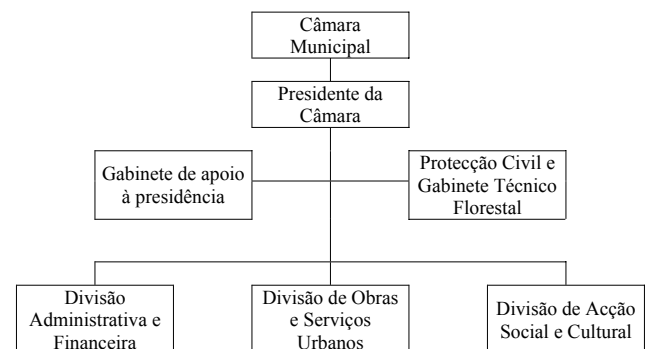 Câmara
Municipal
Presidente da
Câmara
Gabinete de apoio
à presidência
Protecção Civil e
Gabinete Técnico
Florestal
Divisão
Administrativa e
Financeira
Divisão de Obras
e Serviços
Urbanos
Divisão de Acção
Social e Cultural